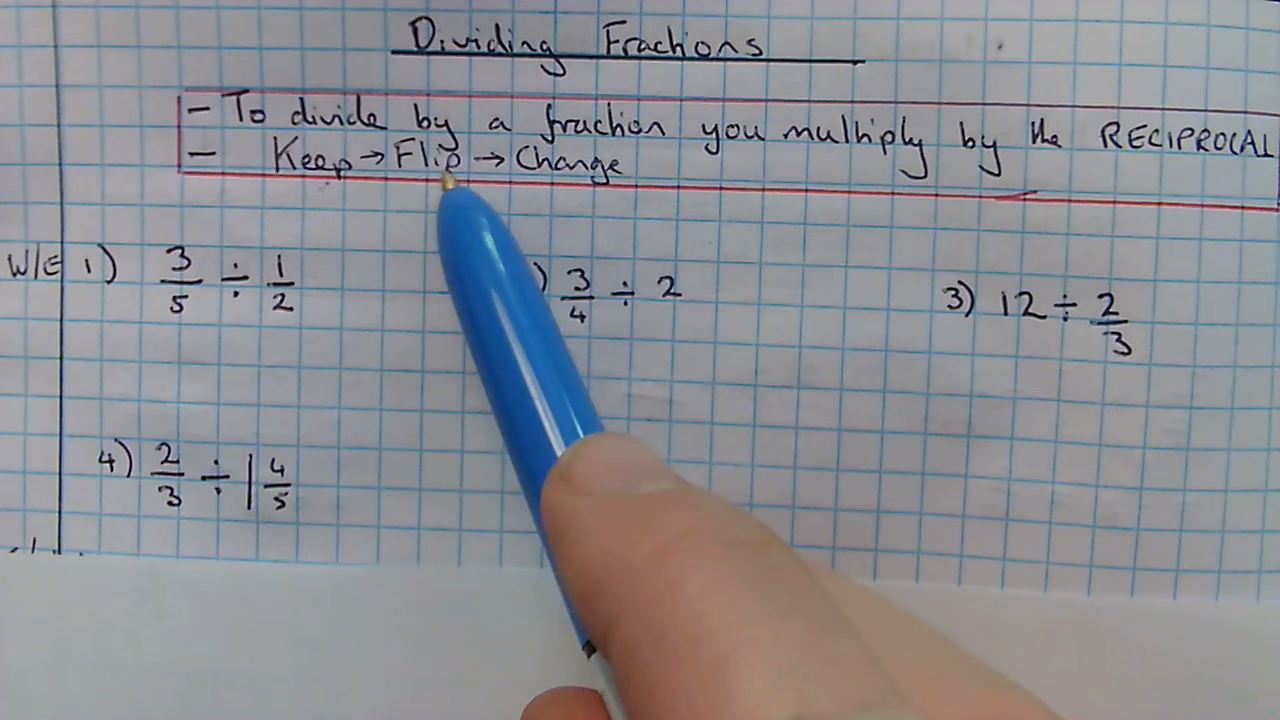 Dividing Fractions
- To divide by a fraction you multiply by the RECIPROCAL
- Keep → Flip → Change
W/E 1) 3/5 ÷ 1/2 ) 3/4 ÷ 2 3) 12 ÷ 2/3
4) 2/3 ÷ 1 4/5